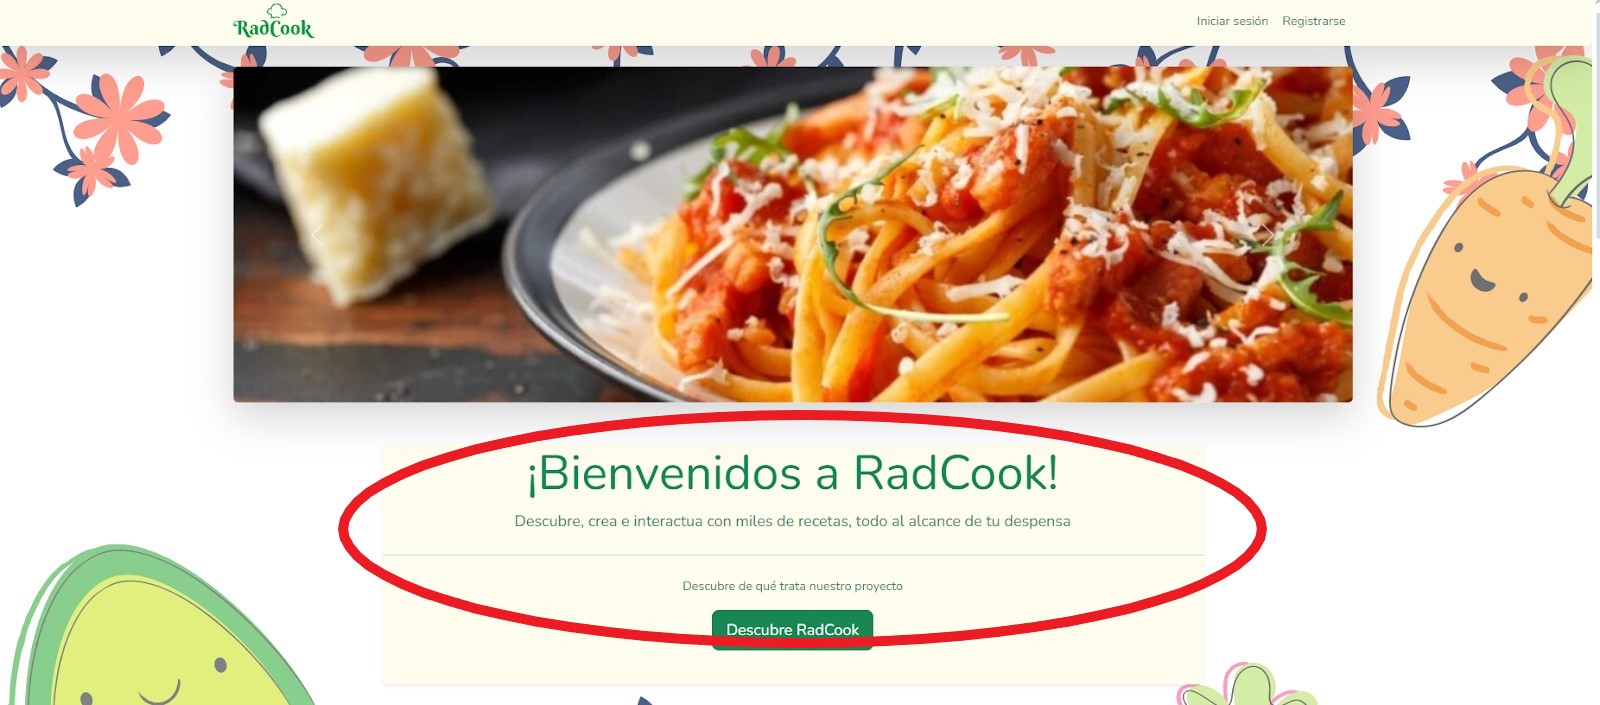 RadCook
Iniciar sesión Registrarse
¡Bienvenidos a RadCook!
Descubre, crea e interactua con miles de recetas, todo al alcance de tu despensa
Descubre de qué trata nuestro proyecto
Descubre RadCook